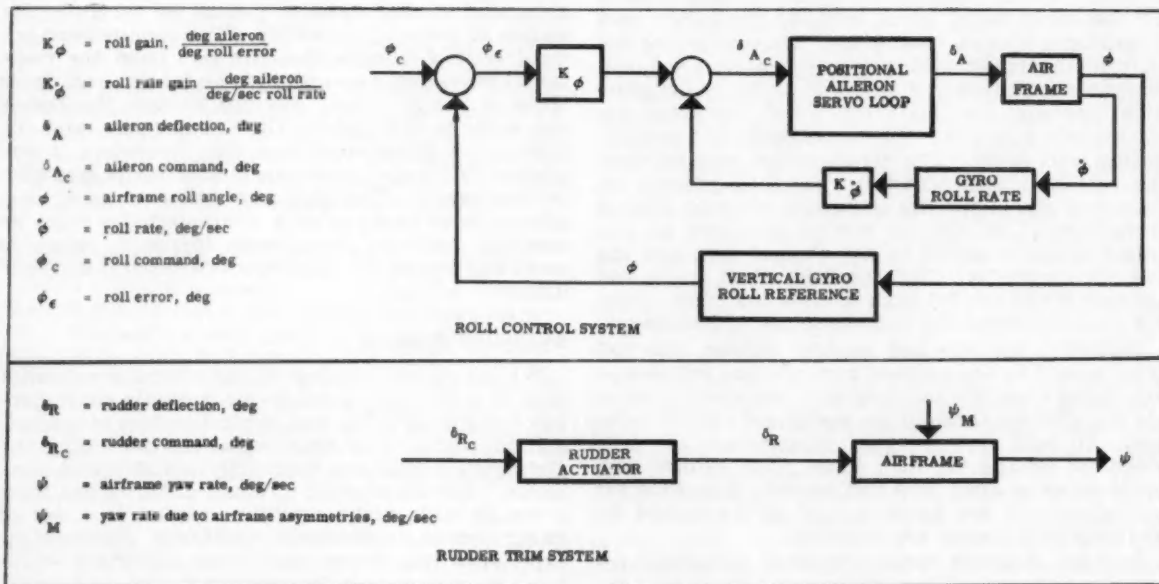 K_ϕ = roll gain, deg aileron / deg roll error
K_ϕ̇ = roll rate gain deg aileron / deg/sec roll rate
δ_A = aileron deflection, deg
δ_A_C = aileron command, deg
ϕ = airframe roll angle, deg
ϕ̇ = roll rate, deg/sec
ϕ_C = roll command, deg
ϕ_ϵ = roll error, deg
ϕ_c
ϕ_ϵ
K_ϕ
δ_A_C
POSITIONAL
AILERON
SERVO LOOP
δ_A
AIR
FRAME
ϕ
K_ϕ̇
GYRO
ROLL RATE
ϕ̇
ϕ
VERTICAL GYRO
ROLL REFERENCE
ROLL CONTROL SYSTEM
δ_R = rudder deflection, deg
δ_R_C = rudder command, deg
ψ̇ = airframe yaw rate, deg/sec
ψ̇_M = yaw rate due to airframe asymmetries, deg/sec
δ_R_C
RUDDER
ACTUATOR
δ_R
ψ̇_M
AIRFRAME
ψ̇
RUDDER TRIM SYSTEM